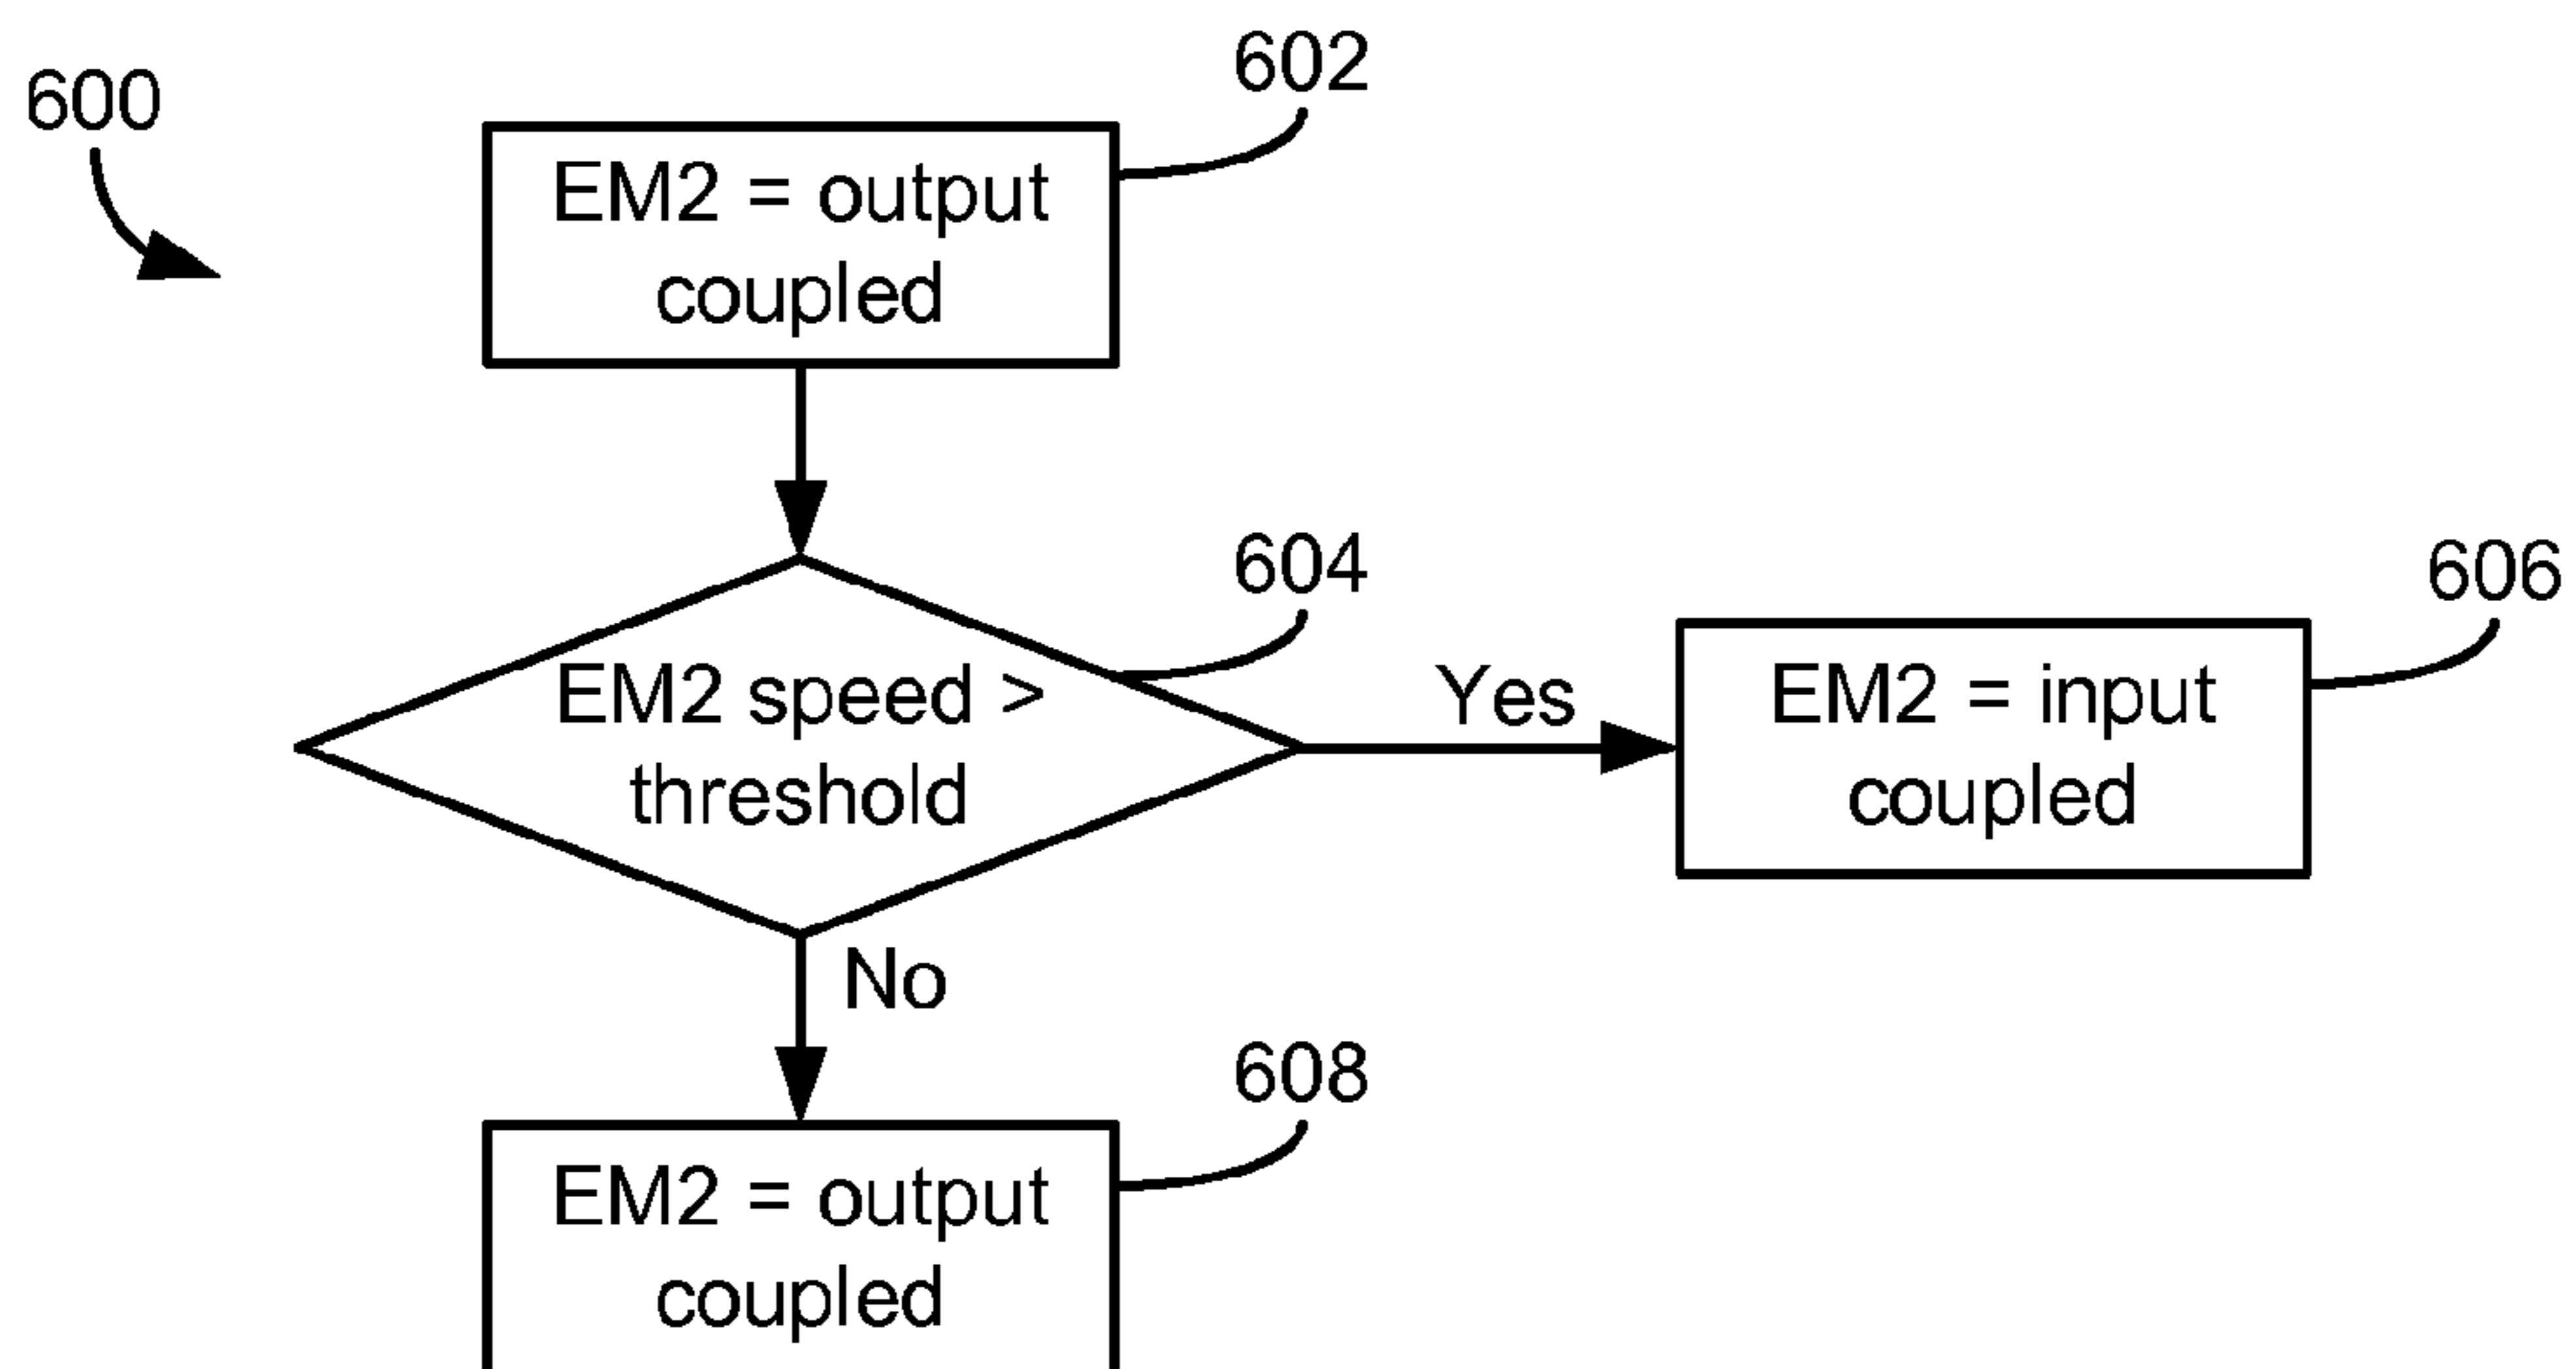 602
600
EM2 = output
coupled
604
606
EM2 speed >
threshold
Yes
EM2 = input
coupled
No
608
EM2 = output
coupled